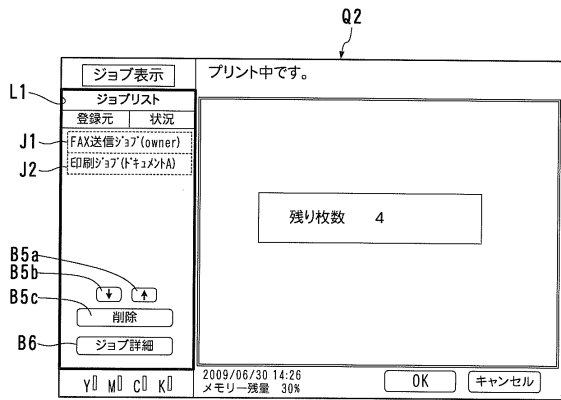 Q2
ジョブ表示
プリント中です。
L1
ジョブリスト
登録元 状況
J1
FAX送信ｼﾞｮﾌﾞ(owner)
J2
印刷ｼﾞｮﾌﾞ(ﾄﾞｷｭﾒﾝﾄA)
残り枚数 4
B5a
B5b
↓ ↑
B5c
削除
B6
ジョブ詳細
Y M C K
2009/06/30 14:26
メモリー残量 30%
OK
キャンセル